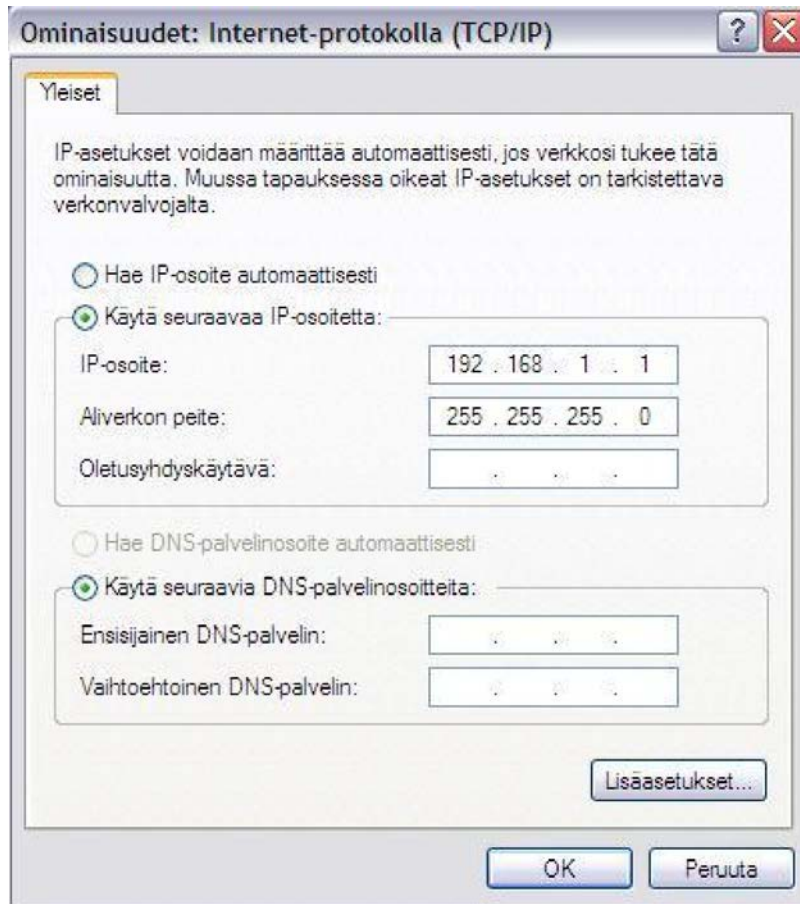 Ominaisuudet: Internet-protokolla (TCP/IP)
?
Yleiset
IP-asetukset voidaan määrittää automaattisesti, jos verkkosi tukee tätä
ominaisuutta. Muussa tapauksessa oikeat IP-asetukset on tarkistettava
verkonvalvojalta.
Hae IP-osoite automaattisesti
Käytä seuraavaa IP-osoitetta:
IP-osoite: 192 . 168 . 1 . 1
Aliverkon peite: 255 . 255 . 255 . 0
Oletusyhdyskäytävä: . . .
Hae DNS-palvelinosoite automaattisesti
Käytä seuraavia DNS-palvelinosoitteita:
Ensisijainen DNS-palvelin: . . .
Vaihtoehtoinen DNS-palvelin: . . .
Lisäasetukset...
OK Peruuta